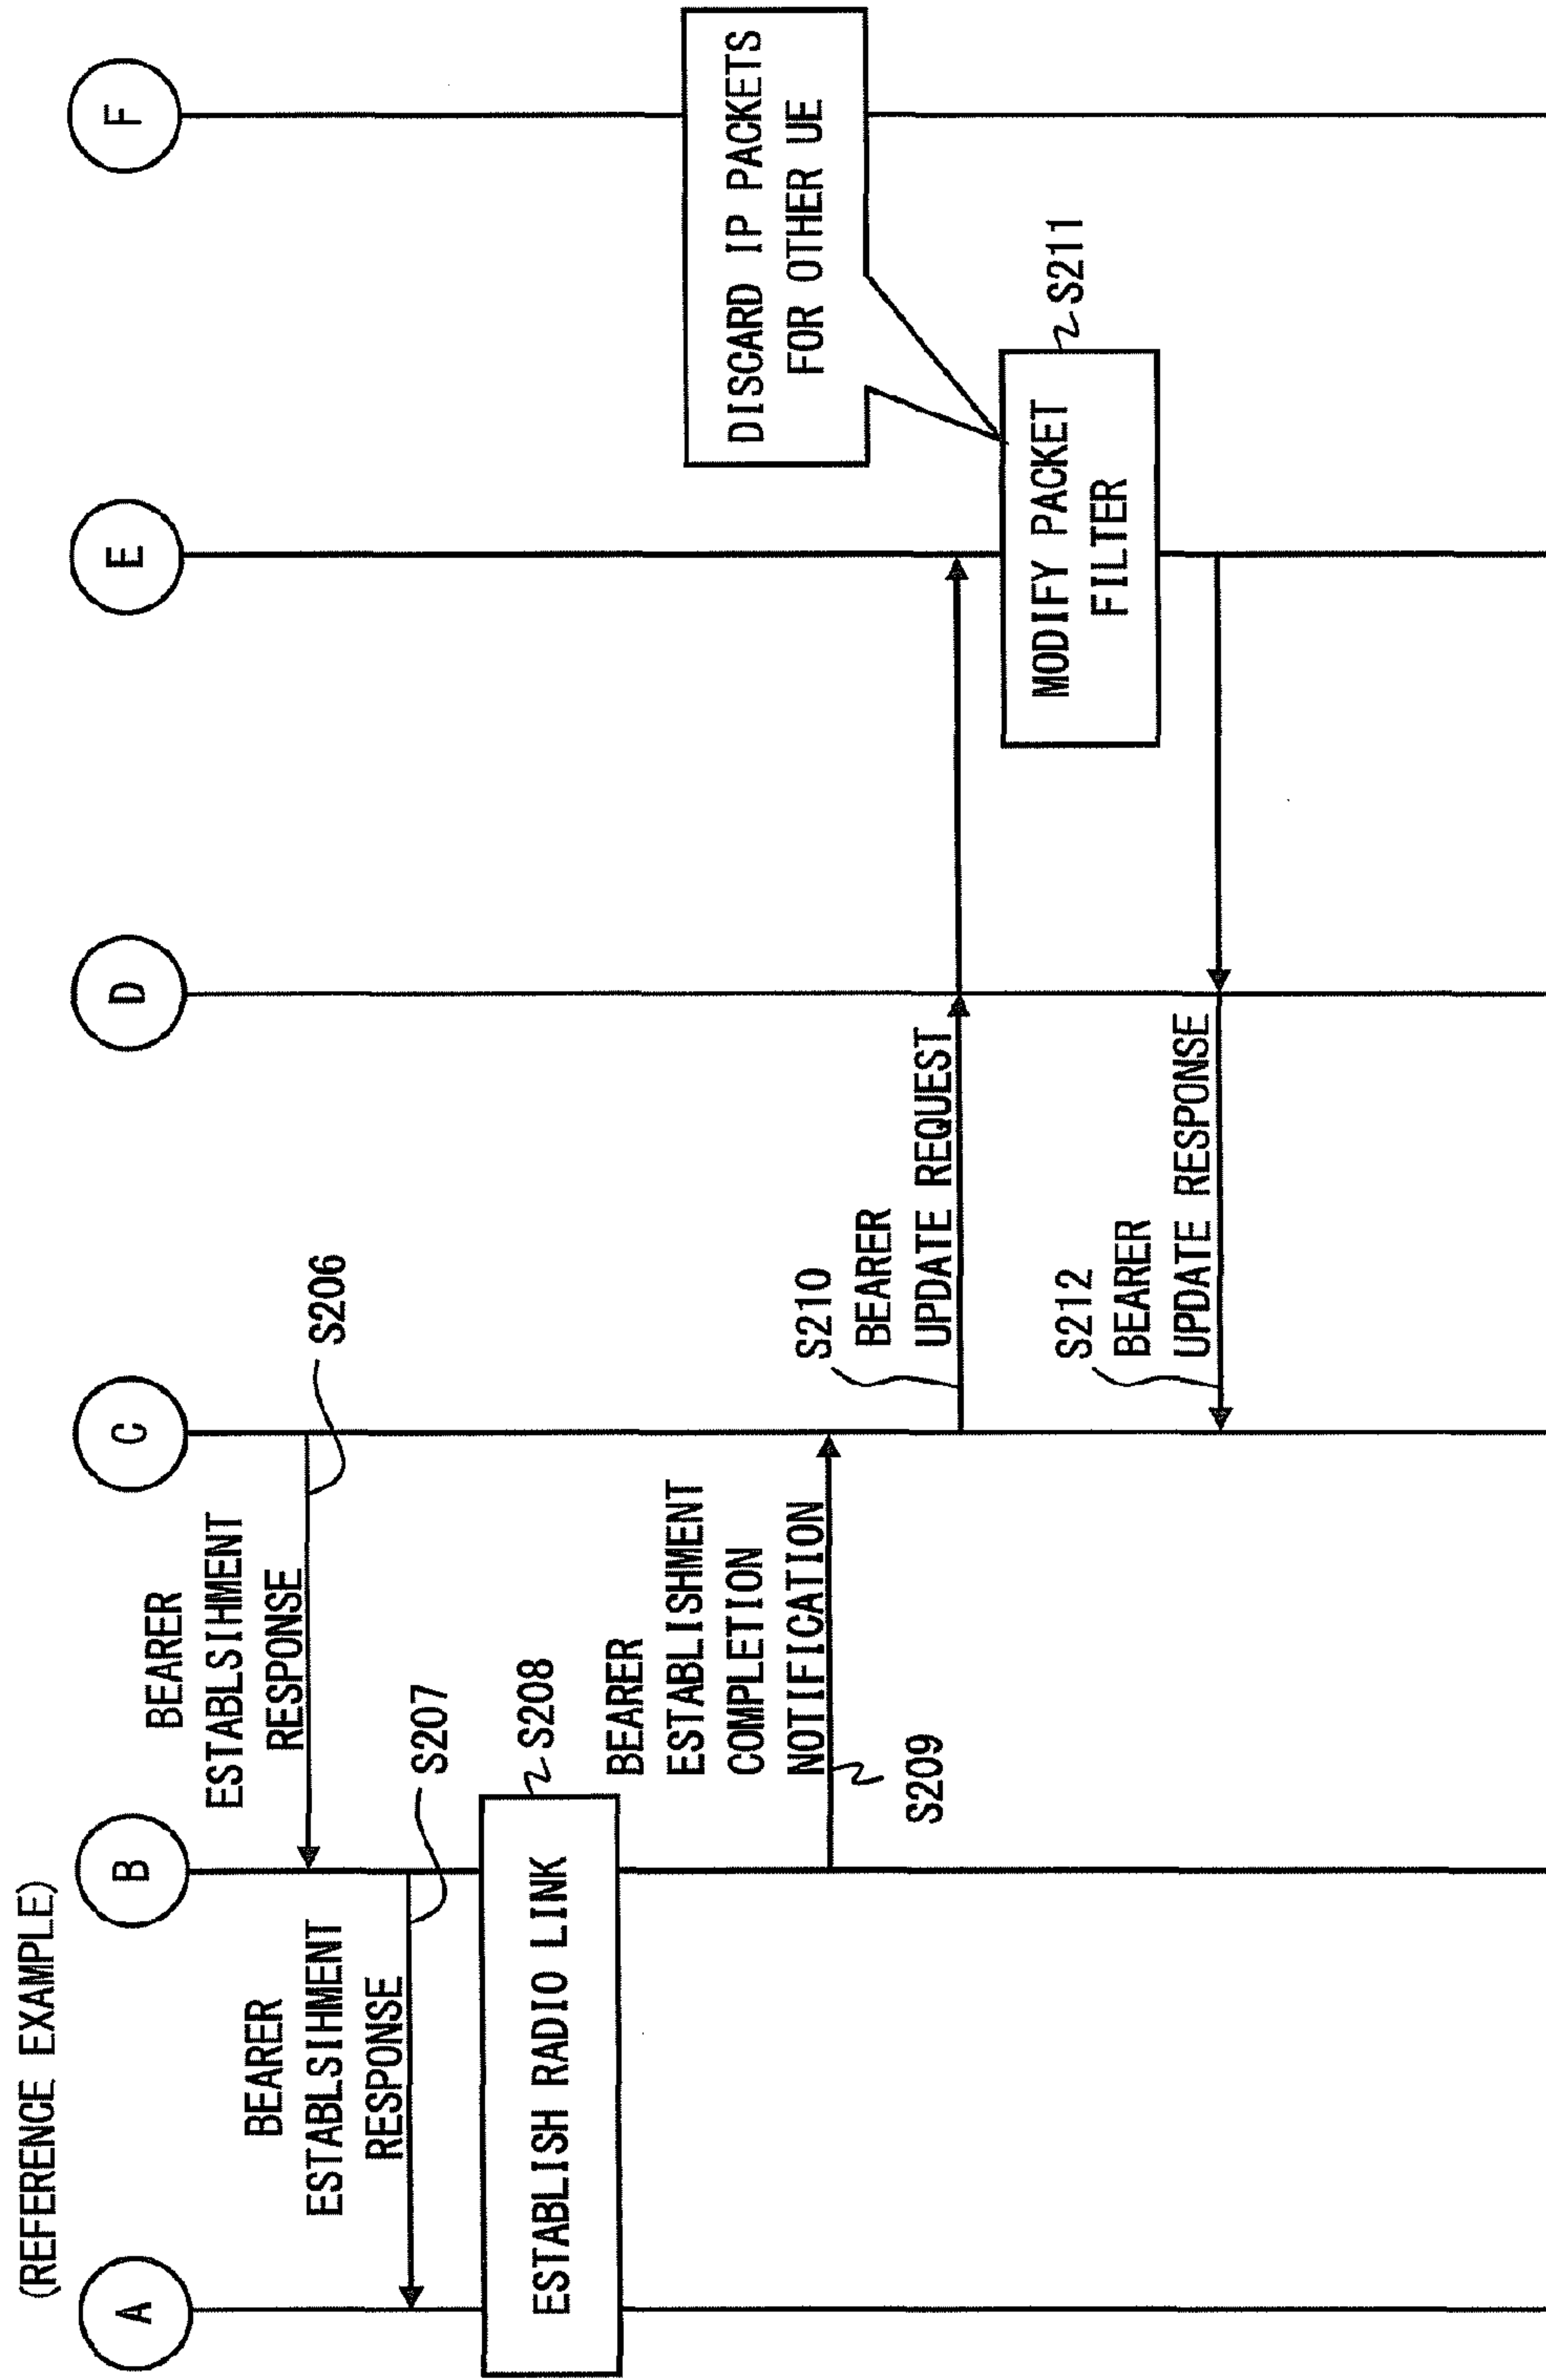 (REFERENCE EXAMPLE)
A
B
C
D
E
F
BEARER
ESTABLSIHMENT
RESPONSE
S206
BEARER
ESTABLSIHMENT
RESPONSE
S207
ESTABLISH RADIO LINK
S208
BEARER
ESTABLISHMENT
COMPLETION
NOTIFICATION
S209
S210
BEARER
UPDATE REQUEST
DISCARD IP PACKETS
FOR OTHER UE
MODIFY PACKET
FILTER
S211
S212
BEARER
UPDATE RESPONSE